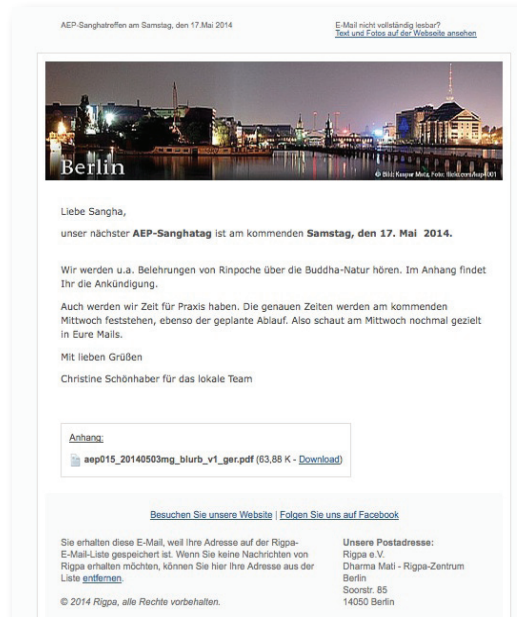 AEP-Sanghatreffen am Samstag, den 17.Mai 2014
E-Mail nicht vollständig lesbar?
Text und Fotos auf der Webseite ansehen
Berlin
© Bild: Kaspar Metz, Foto: flickr.com/hap4001
Liebe Sangha,
unser nächster AEP-Sanghatag ist am kommenden Samstag, den 17. Mai 2014.
Wir werden u.a. Belehrungen von Rinpoche über die Buddha-Natur hören. Im Anhang findet
Ihr die Ankündigung.
Auch werden wir Zeit für Praxis haben. Die genauen Zeiten werden am kommenden
Mittwoch feststehen, ebenso der geplante Ablauf. Also schaut am Mittwoch nochmal gezielt
in Eure Mails.
Mit lieben Grüßen
Christine Schönhaber für das lokale Team
Anhang:
aep015_20140503mg_blurb_v1_ger.pdf (63,88 K - Download)
Besuchen Sie unsere Website | Folgen Sie uns auf Facebook
Sie erhalten diese E-Mail, weil Ihre Adresse auf der Rigpa-
E-Mail-Liste gespeichert ist. Wenn Sie keine Nachrichten von
Rigpa erhalten möchten, können Sie hier Ihre Adresse aus der
Liste entfernen.
© 2014 Rigpa, alle Rechte vorbehalten.
Unsere Postadresse:
Rigpa e.V.
Dharma Mati - Rigpa-Zentrum
Berlin
Soorstr. 85
14050 Berlin